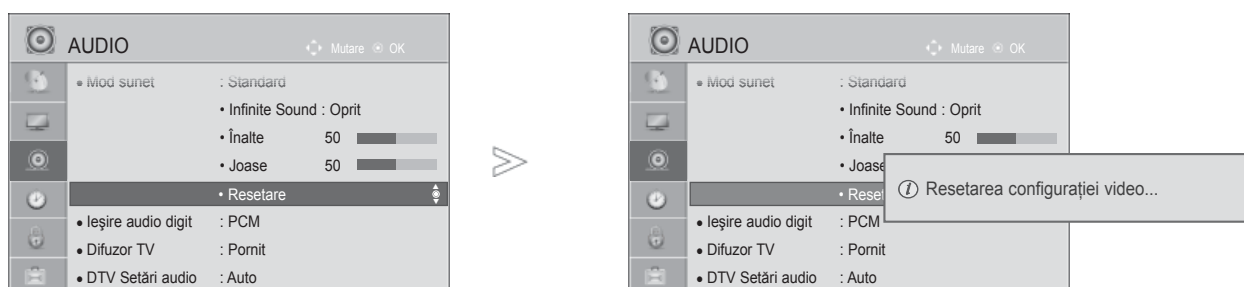 AUDIO Mutare OK
• Mod sunet : Standard
• Infinite Sound : Oprit
• Înalte 50
• Joase 50
• Resetare
• Ieşire audio digit : PCM
• Difuzor TV : Pornit
• DTV Setări audio : Auto
AUDIO Mutare OK
• Mod sunet : Standard
• Infinite Sound : Oprit
• Înalte 50
• Joase
• Reset
i Resetarea configurației video...
• Ieşire audio digit : PCM
• Difuzor TV : Pornit
• DTV Setări audio : Auto